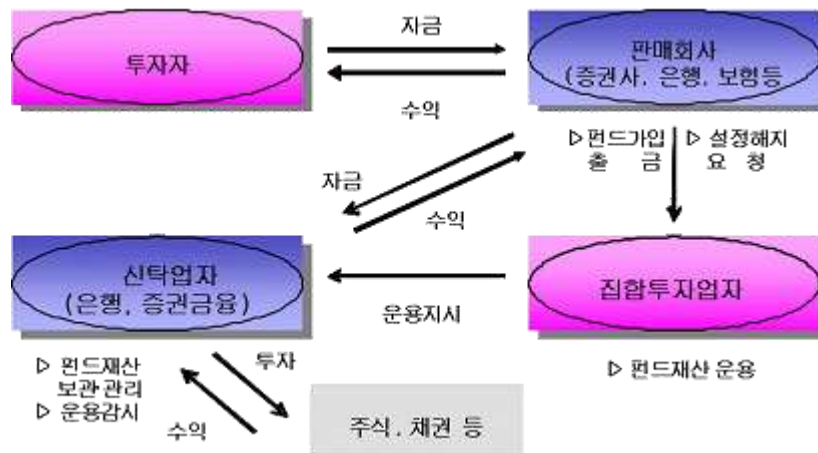 자금
투자자
판매회사
(증권사, 은행, 보험등
수익
▷펀드가입
출 금
▷ 설정해지
요 청
자금
수익
신탁업자
(은행, 증권금융)
운용지시
집합투자업자
▷ 펀드재산
보관·관리
▷ 운용감시
투자
수익
▷ 펀드재산 운용
주식, 채권 등